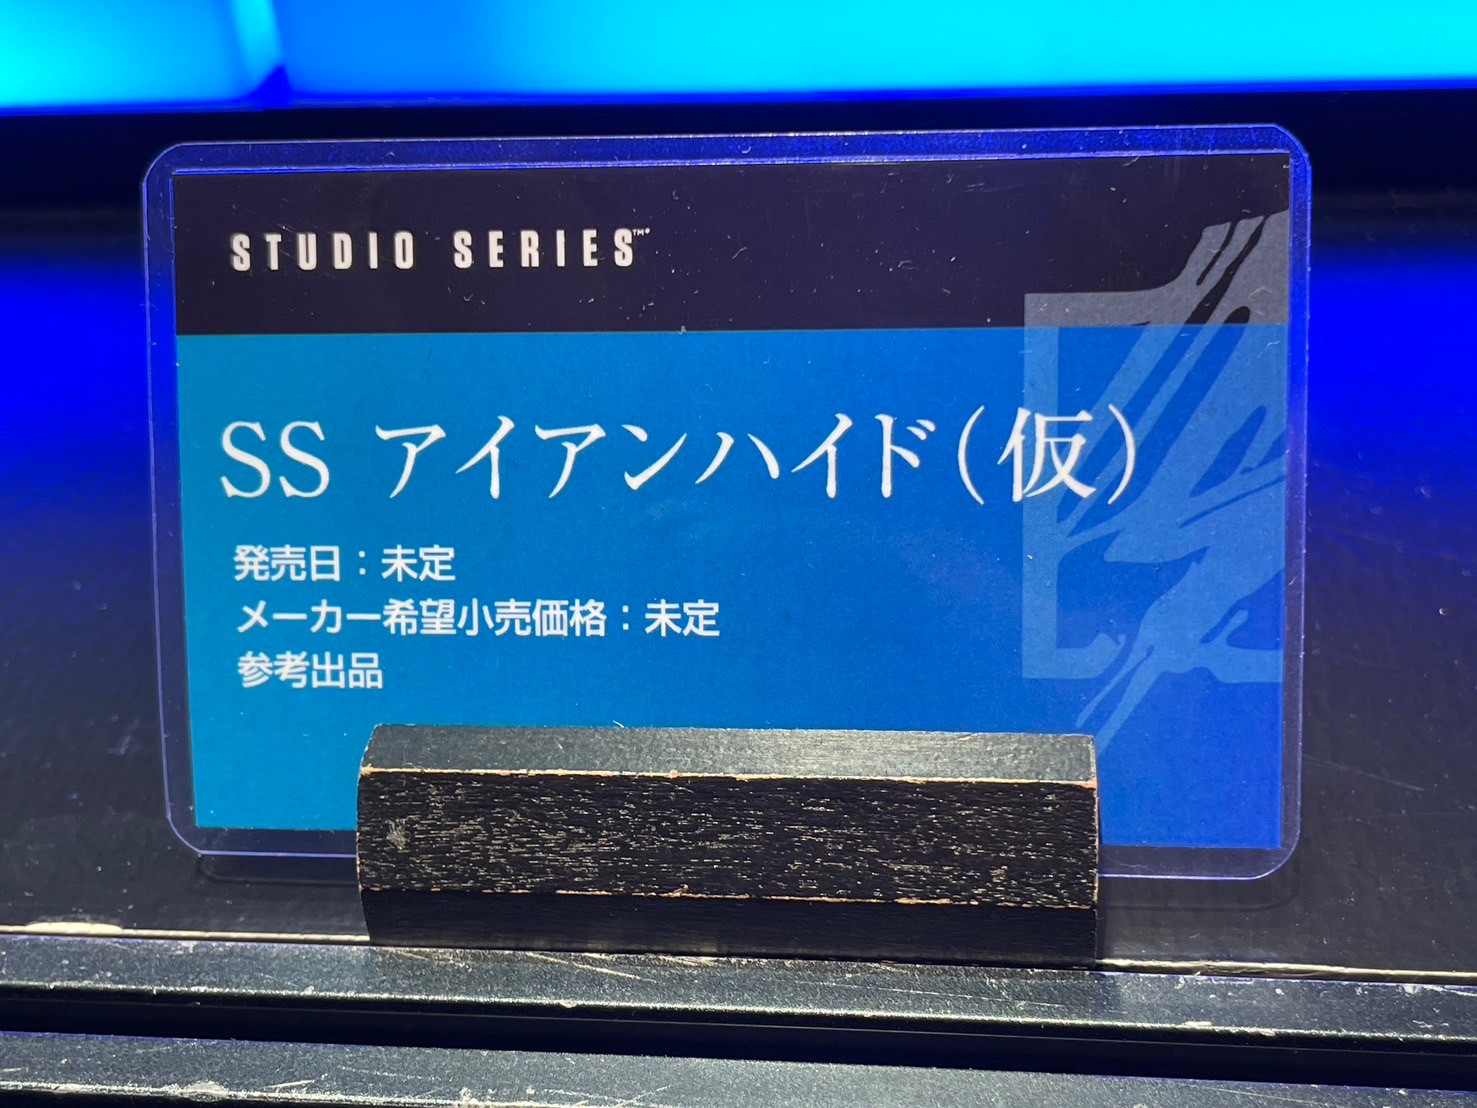 STUDIO SERIES™
SS アイアンハイド（仮）
発売日：未定
メーカー希望小売価格：未定
参考出品